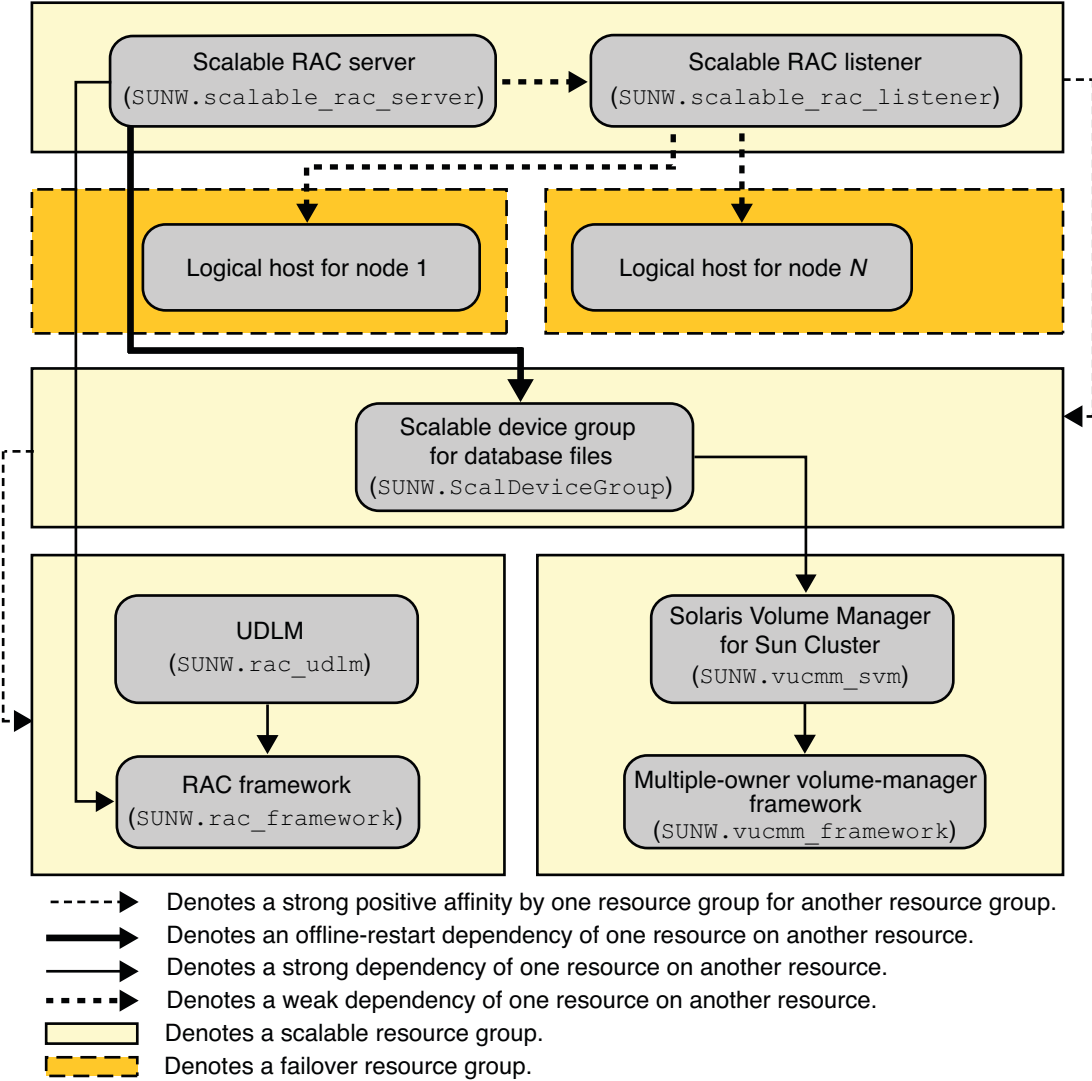 Scalable RAC server
(SUNW.scalable_rac_server)
Scalable RAC listener
(SUNW.scalable_rac_listener)
Logical host for node 1
Logical host for node N
Scalable device group
for database files
(SUNW.ScalDeviceGroup)
UDLM
(SUNW.rac_udlm)
Solaris Volume Manager
for Sun Cluster
(SUNW.vucmm_svm)
RAC framework
(SUNW.rac_framework)
Multiple-owner volume-manager
framework
(SUNW.vucmm_framework)
Denotes a strong positive affinity by one resource group for another resource group.
Denotes an offline-restart dependency of one resource on another resource.
Denotes a strong dependency of one resource on another resource.
Denotes a weak dependency of one resource on another resource.
Denotes a scalable resource group.
Denotes a failover resource group.